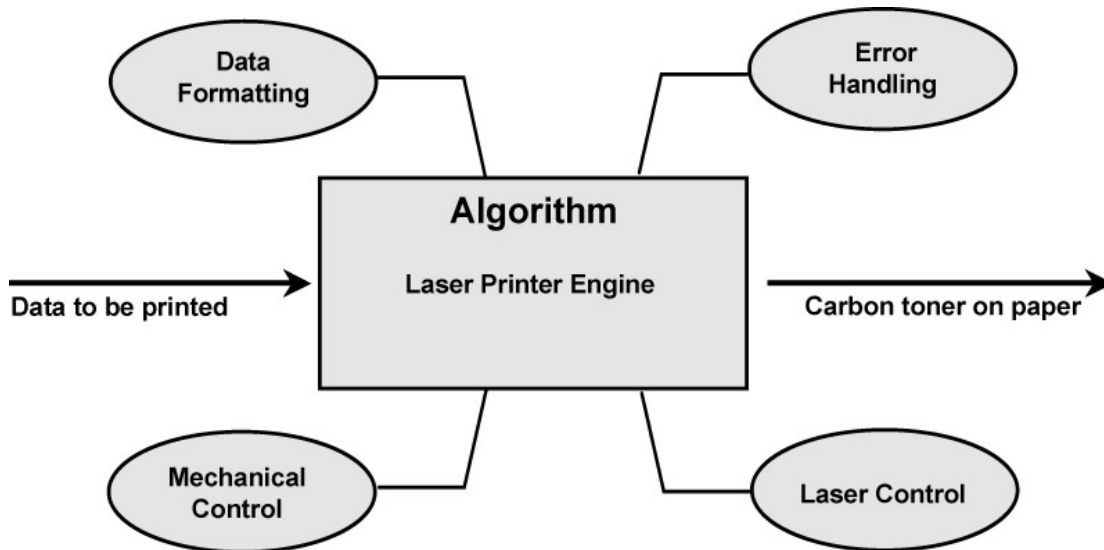 Data
Formatting
Error
Handling
Algorithm
Laser Printer Engine
Data to be printed
Carbon toner on paper
Mechanical
Control
Laser Control